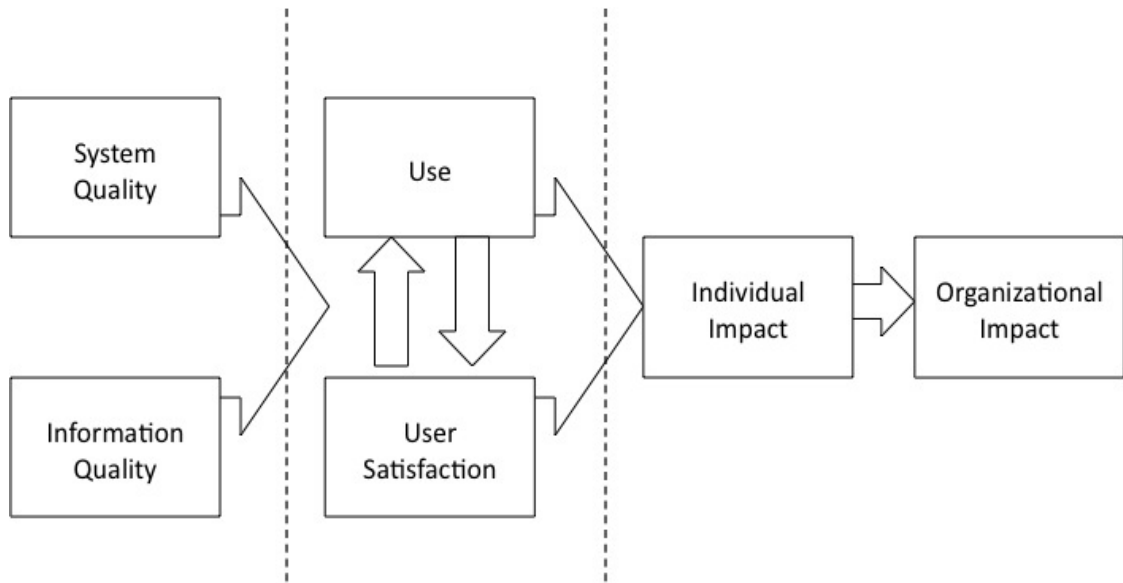 System
Quality
Use
Individual
Impact
Organizational
Impact
Information
Quality
User
Satisfaction